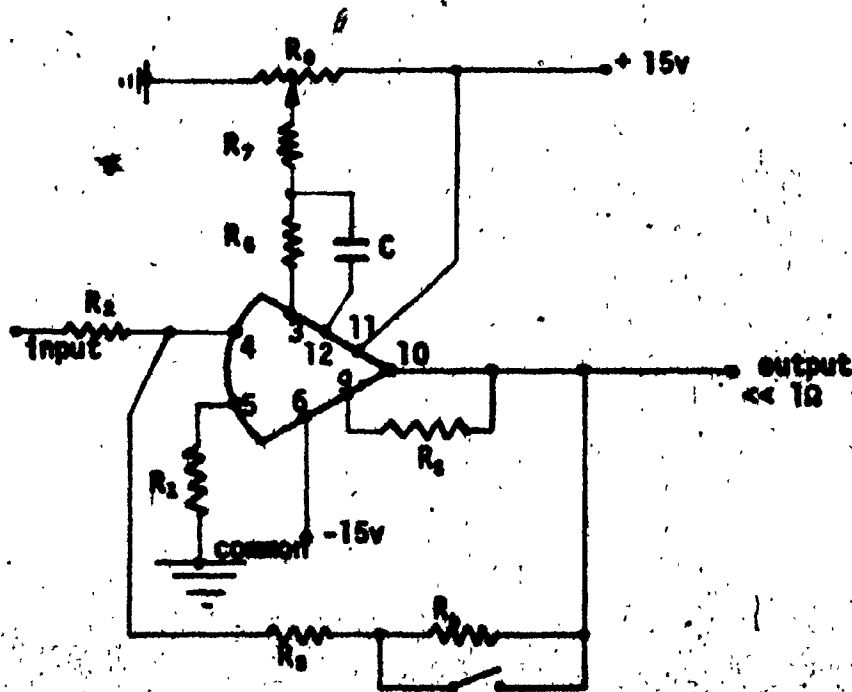 + 15v
R₇
R₆
C
R₂
input
3
11
4
12
10
9
output
<< 1Ω
5
6
R₁
-15v
common